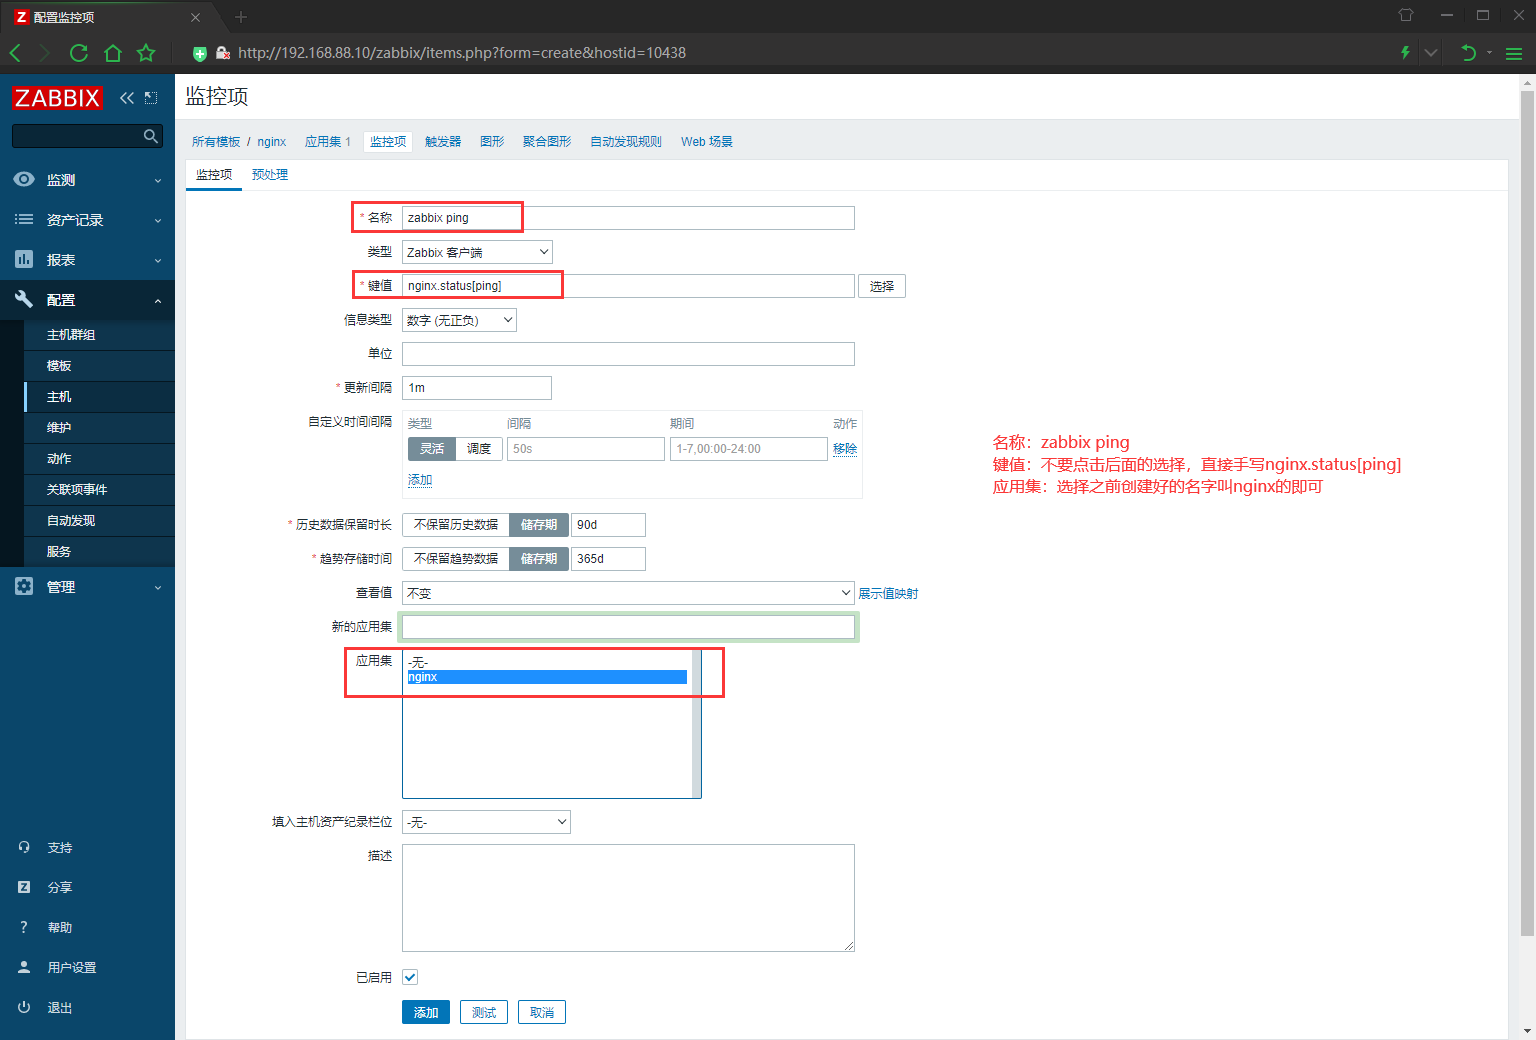 配置监控项
http://192.168.88.10/zabbix/items.php?form=create&hostid=10438
ZABBIX
监测
资产记录
报表
配置
主机群组
模板
主机
维护
动作
关联项事件
自动发现
服务
管理
支持
分享
帮助
用户设置
退出
监控项
所有模板 / nginx 应用集 1 监控项 触发器 图形 聚合图形 自动发现规则 Web 场景
监控项 预处理
* 名称 zabbix ping
类型 Zabbix 客户端
* 键值 nginx.status[ping] 选择
信息类型 数字 (无正负)
单位
* 更新间隔 1m
自定义时间间隔 类型 间隔 期间 动作
灵活 调度 50s 1-7,00:00-24:00 移除
添加
* 历史数据保留时长 不保留历史数据 储存期 90d
* 趋势存储时间 不保留趋势数据 储存期 365d
查看值 不变 展示值映射
新的应用集
应用集 -无-
nginx
填入主机资产纪录栏位 -无-
描述
已启用
添加 测试 取消
名称：zabbix ping
键值：不要点击后面的选择，直接手写nginx.status[ping]
应用集：选择之前创建好的名字叫nginx的即可